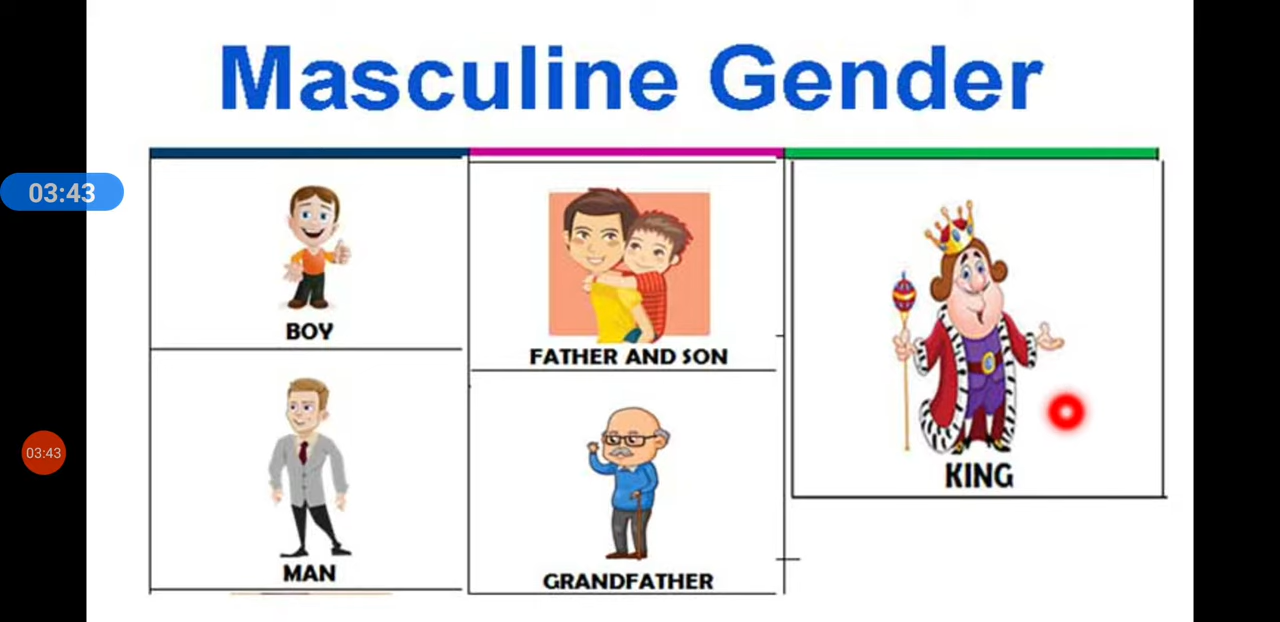 Masculine Gender
03:43
BOY
FATHER AND SON
KING
03:43
MAN
GRANDFATHER